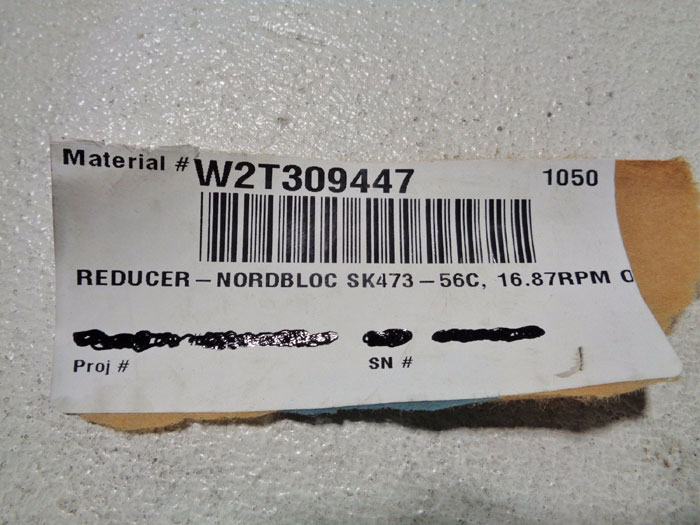 Material # W2T309447 1050
REDUCER – NORDBLOC SK473 – 56C, 16.87RPM O
Proj # SN #